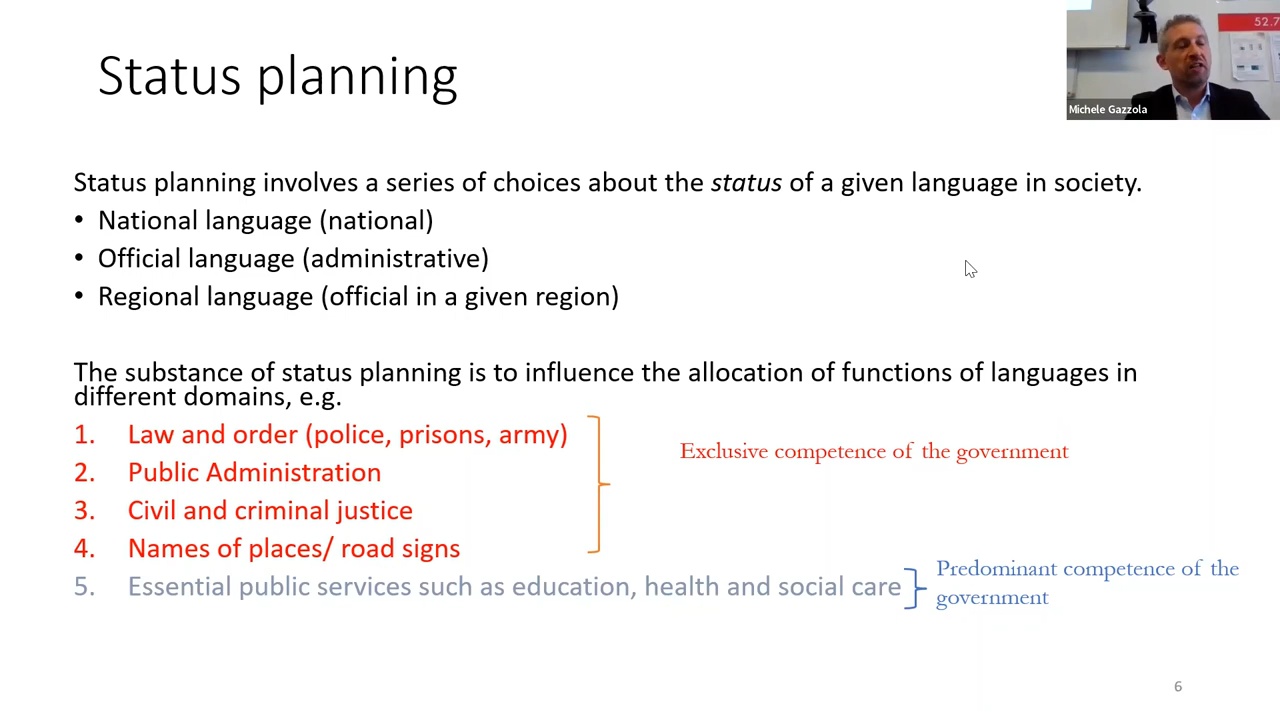 Status planning
52.7
Michele Gazzola
Status planning involves a series of choices about the status of a given language in society.
• National language (national)
• Official language (administrative)
• Regional language (official in a given region)
The substance of status planning is to influence the allocation of functions of languages in
different domains, e.g.
1. Law and order (police, prisons, army)
2. Public Administration
3. Civil and criminal justice
4. Names of places/ road signs
Exclusive competence of the government
5. Essential public services such as education, health and social care
Predominant competence of the
government
6